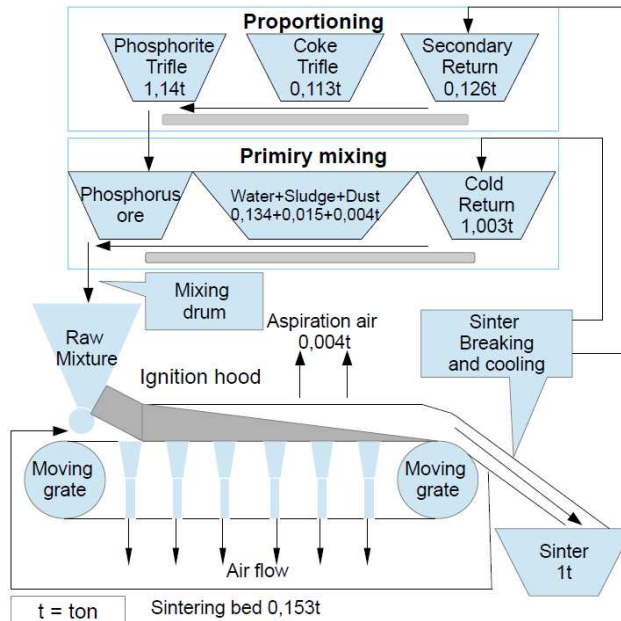 Proportioning
Phosphorite
Trifle
1,14t
Coke
Trifle
0,113t
Secondary
Return
0,126t
Primiry mixing
Phosphorus
ore
Water+Sludge+Dust
0,134+0,015+0,004t
Cold
Return
1,003t
Mixing
drum
Raw
Mixture
Aspiration air
0,004t
Sinter
Breaking
and cooling
Ignition hood
Moving
grate
Moving
grate
Air flow
Sinter
1t
t = ton
Sintering bed 0,153t